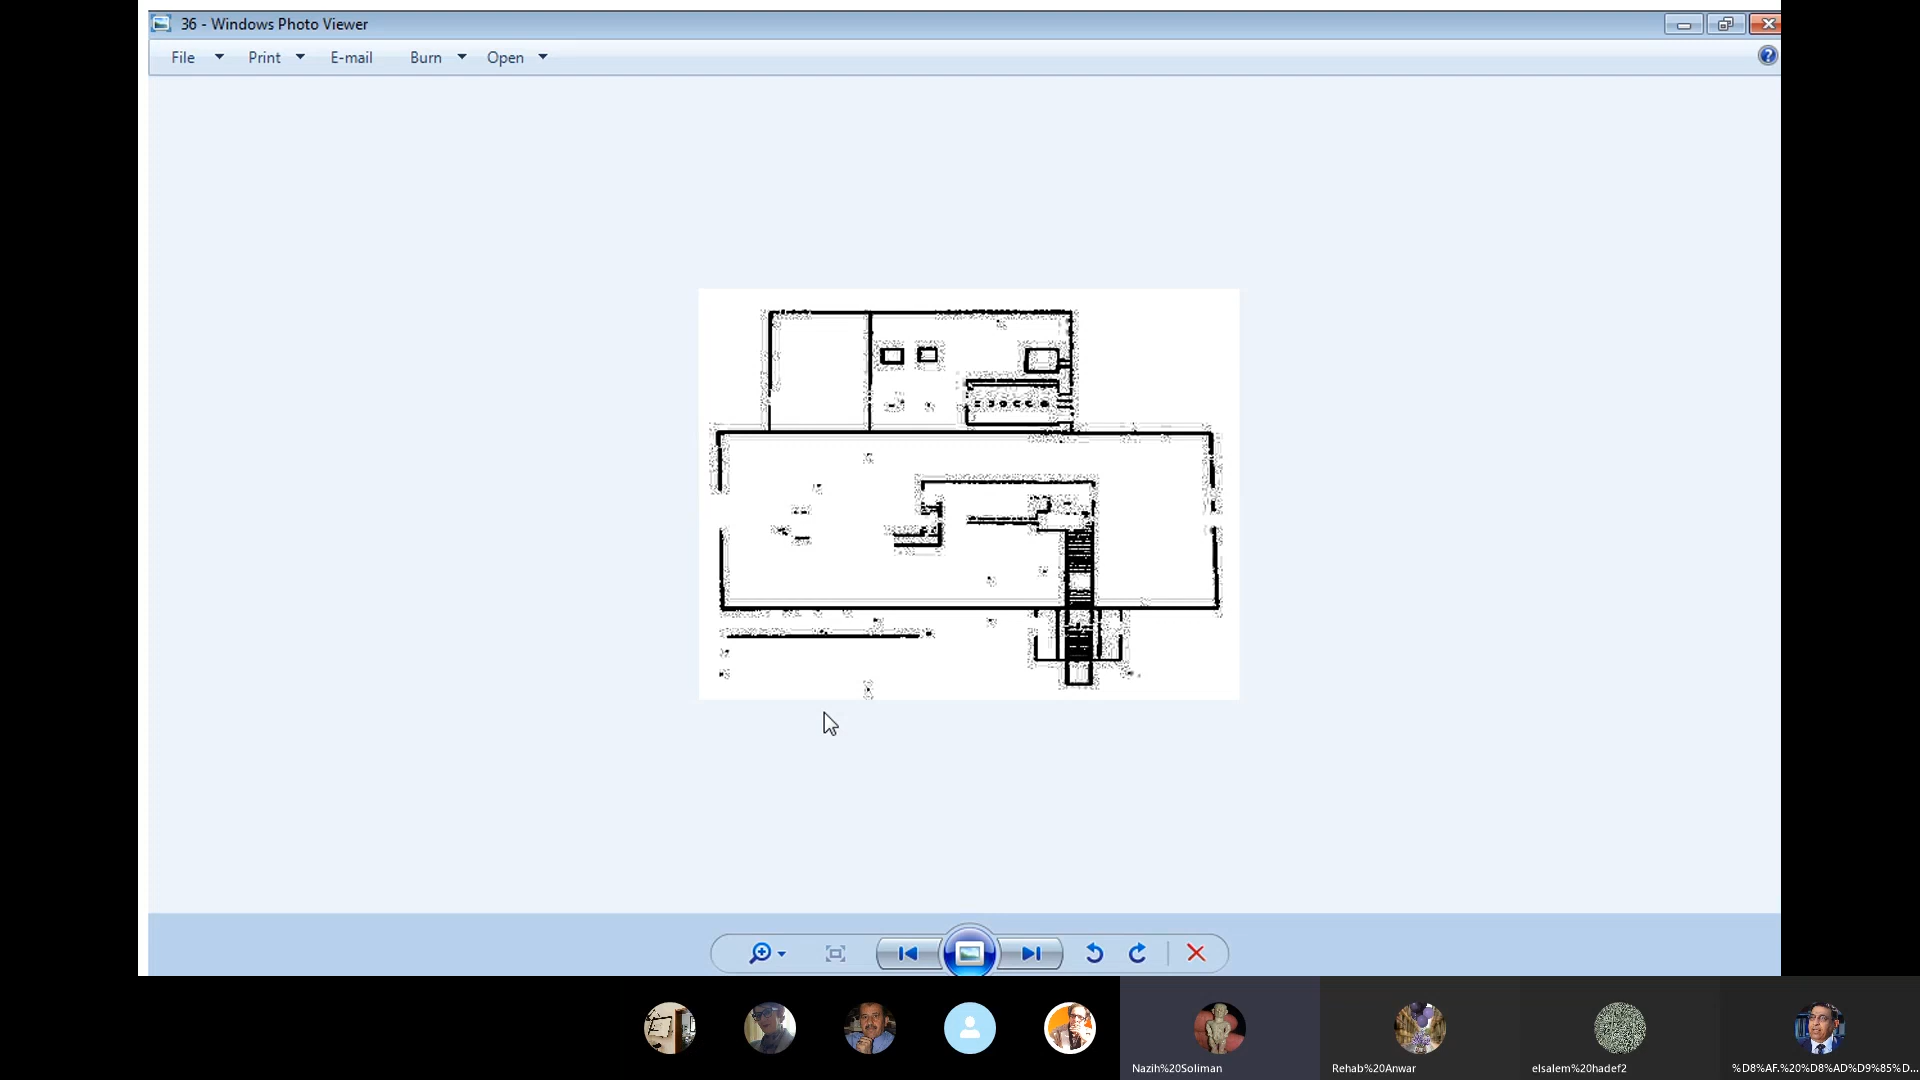 36 - Windows Photo Viewer
File Print E-mail Burn Open
Nazih%20Soliman Rehab%20Anwar elsalem%20hadef2 %D8%AF.%20%D8%AD%D9%85%D...